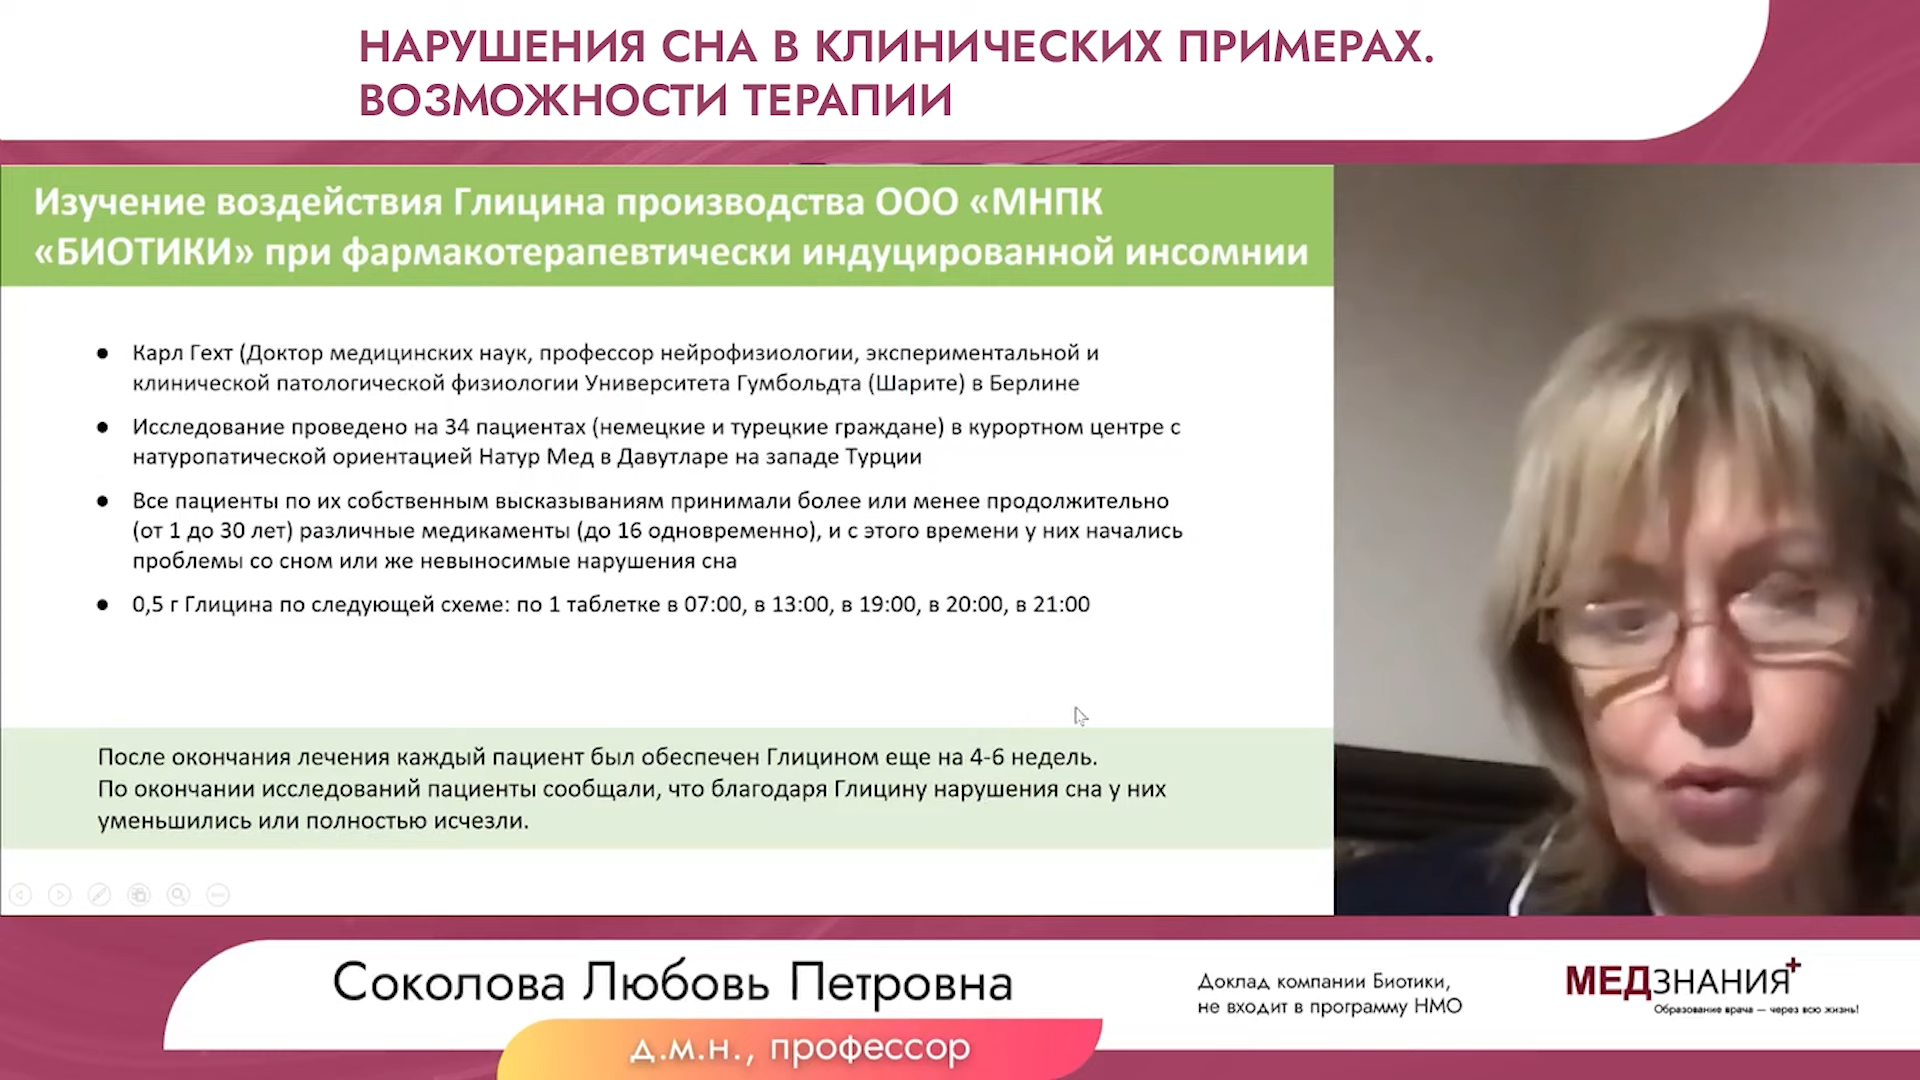 НАРУШЕНИЯ СНА В КЛИНИЧЕСКИХ ПРИМЕРАХ.
ВОЗМОЖНОСТИ ТЕРАПИИ
Изучение воздействия Глицина производства ООО «МНПК
«БИОТИКИ» при фармакотерапевтически индуцированной инсомнии
● Карл Гехт (Доктор медицинских наук, профессор нейрофизиологии, экспериментальной и
клинической патологической физиологии Университета Гумбольдта (Шарите) в Берлине
● Исследование проведено на 34 пациентах (немецкие и турецкие граждане) в курортном центре с
натуропатической ориентацией Натур Мед в Давутларе на западе Турции
● Все пациенты по их собственным высказываниям принимали более или менее продолжительно
(от 1 до 30 лет) различные медикаменты (до 16 одновременно), и с этого времени у них начались
проблемы со сном или же невыносимые нарушения сна
● 0,5 г Глицина по следующей схеме: по 1 таблетке в 07:00, в 13:00, в 19:00, в 20:00, в 21:00
После окончания лечения каждый пациент был обеспечен Глицином еще на 4-6 недель.
По окончании исследований пациенты сообщали, что благодаря Глицину нарушения сна у них
уменьшились или полностью исчезли.
Соколова Любовь Петровна
д.м.н., профессор
Доклад компании Биотики,
не входит в программу НМО
МЕДЗНАНИЯ+
Образование врача — через всю жизнь!